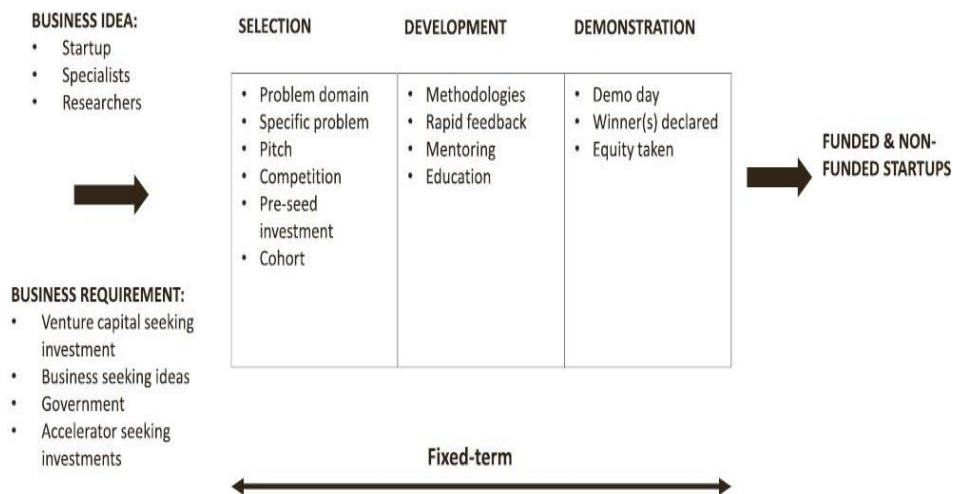 BUSINESS IDEA:
• Startup
• Specialists
• Researchers
BUSINESS REQUIREMENT:
• Venture capital seeking
investment
• Business seeking ideas
• Government
• Accelerator seeking
investments
SELECTION
• Problem domain
• Specific problem
• Pitch
• Competition
• Pre-seed
investment
• Cohort
DEVELOPMENT
• Methodologies
• Rapid feedback
• Mentoring
• Education
DEMONSTRATION
• Demo day
• Winner(s) declared
• Equity taken
FUNDED & NON-
FUNDED STARTUPS
Fixed-term